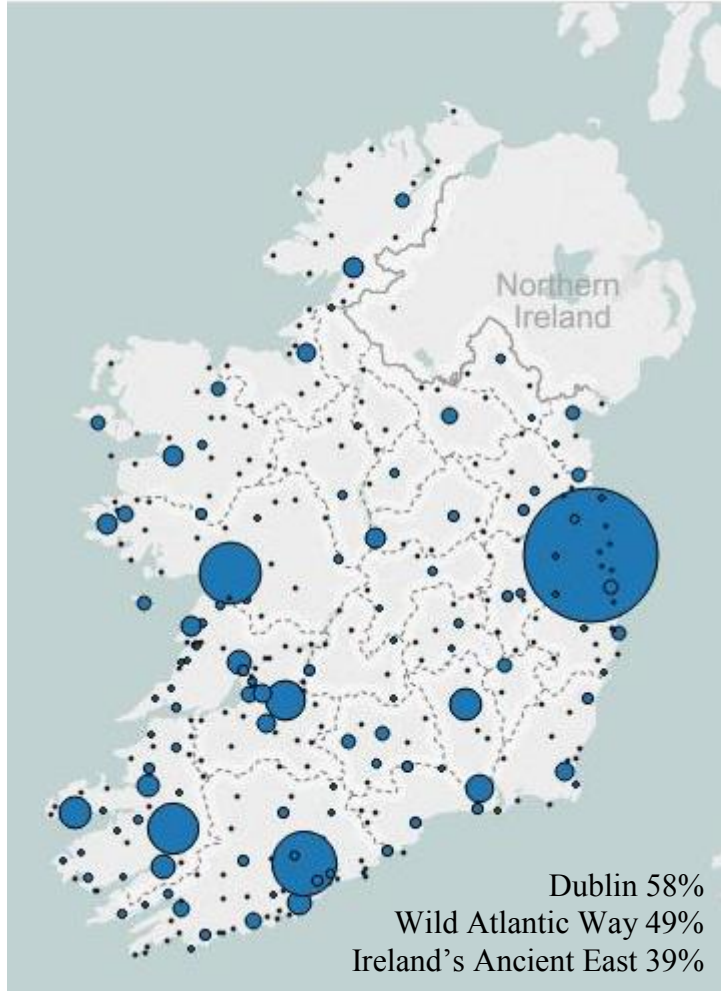 Northern
Ireland
Dublin 58%
Wild Atlantic Way 49%
Ireland’s Ancient East 39%